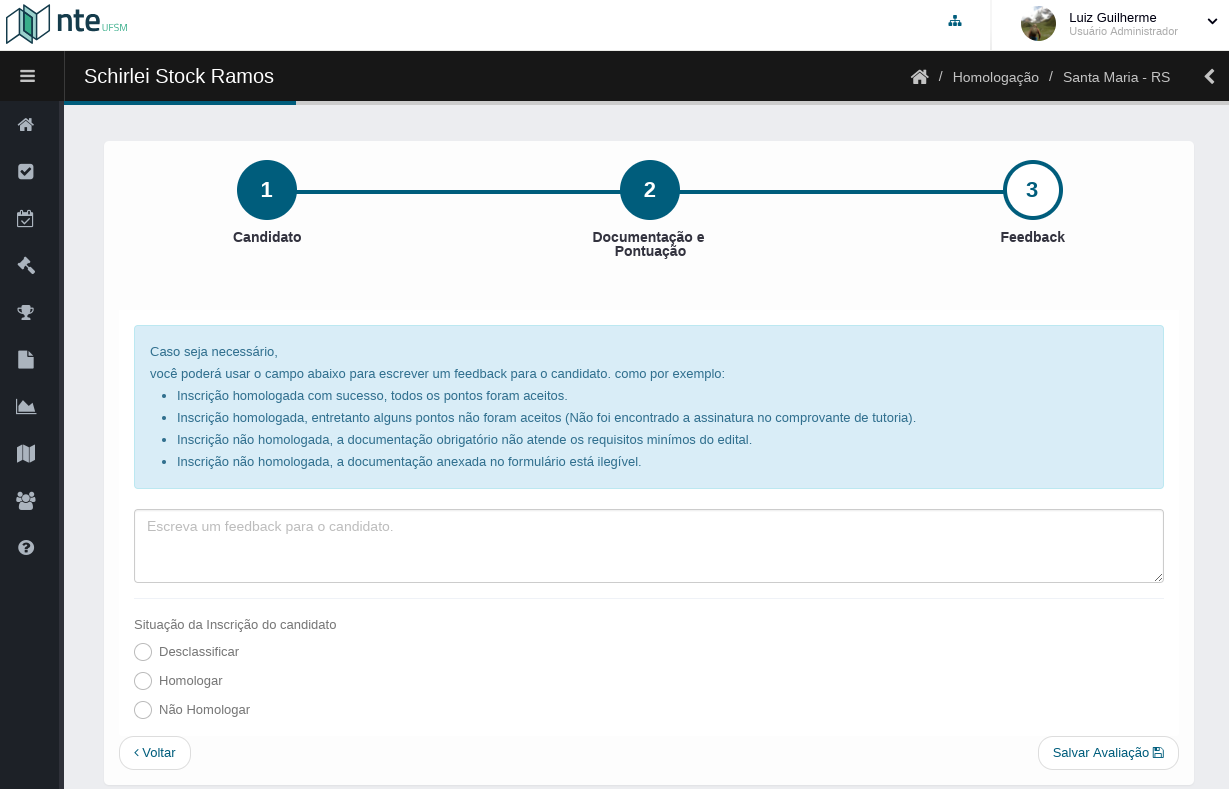 nte UFSM
Luiz Guilherme
Usuário Administrador
Schirlei Stock Ramos
/ Homologação / Santa Maria - RS
1
2
3
Candidato
Documentação e
Pontuação
Feedback
Caso seja necessário,
você poderá usar o campo abaixo para escrever um feedback para o candidato. como por exemplo:
• Inscrição homologada com sucesso, todos os pontos foram aceitos.
• Inscrição homologada, entretanto alguns pontos não foram aceitos (Não foi encontrado a assinatura no comprovante de tutoria).
• Inscrição não homologada, a documentação obrigatório não atende os requisitos minímos do edital.
• Inscrição não homologada, a documentação anexada no formulário está ilegível.
Escreva um feedback para o candidato.
Situação da Inscrição do candidato
Desclassificar
Homologar
Não Homologar
Voltar
Salvar Avaliação